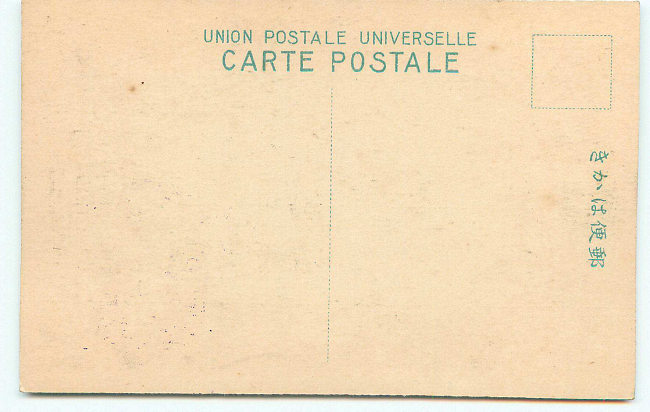 UNION POSTALE UNIVERSELLE
CARTE POSTALE
きかは便郵